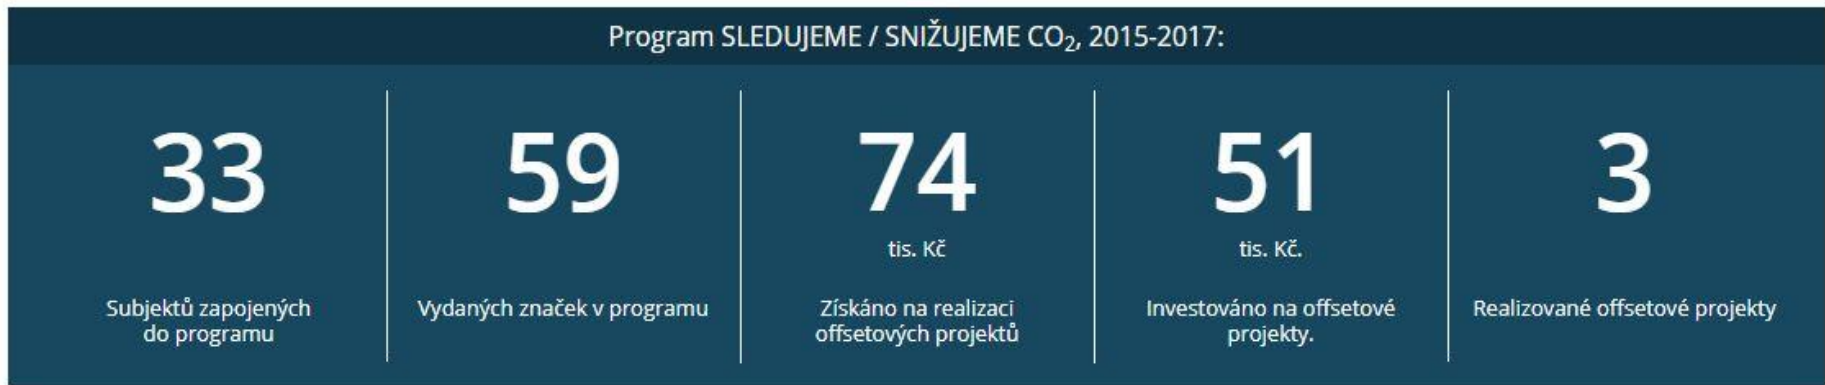 Program SLEDUJEME / SNIŽUJEME CO₂, 2015-2017:
33
Subjektů zapojených
do programu
59
Vydaných značek v programu
74
tis. Kč
Získáno na realizaci
offsetových projektů
51
tis. Kč.
Investováno na offsetové
projekty.
3
Realizované offsetové projekty